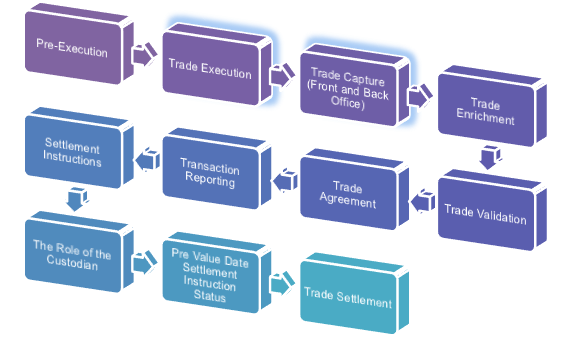 Pre-Execution
Trade Execution
Trade Capture
(Front and Back
Office)
Trade
Enrichment
Trade Validation
Trade
Agreement
Transaction
Reporting
Settlement
Instructions
The Role of the
Custodian
Pre Value Date
Settlement
Instruction
Status
Trade Settlement